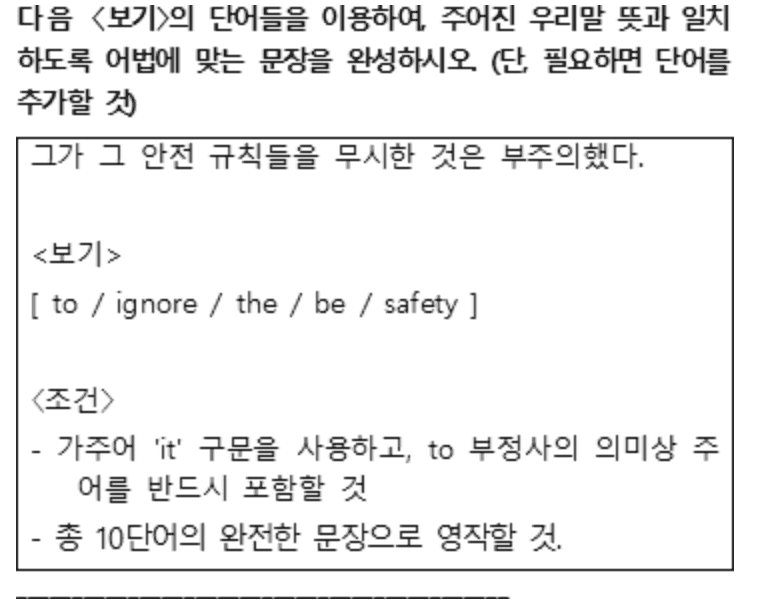 다음 〈보기〉의 단어들을 이용하여, 주어진 우리말 뜻과 일치
하도록 어법에 맞는 문장을 완성하시오. (단, 필요하면 단어를
추가할 것)
그가 그 안전 규칙들을 무시한 것은 부주의했다.
<보기>
[ to / ignore / the / be / safety ]
〈조건〉
- 가주어 'it' 구문을 사용하고, to 부정사의 의미상 주
어를 반드시 포함할 것
- 총 10단어의 완전한 문장으로 영작할 것.